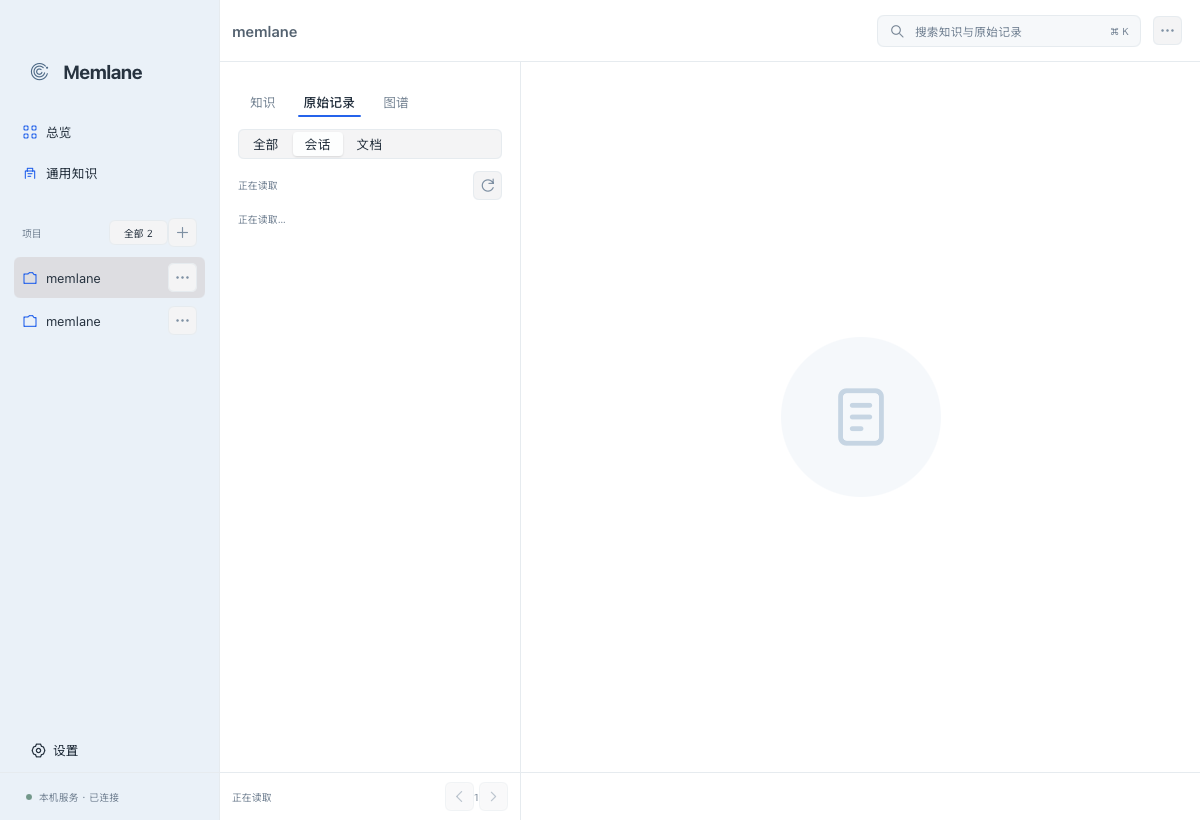 memlane
搜索知识与原始记录
⌘ K
Memlane
总览
通用知识
项目
全部 2
memlane
memlane
设置
本机服务 · 已连接
知识
原始记录
图谱
全部
会话
文档
正在读取
正在读取...
正在读取
1